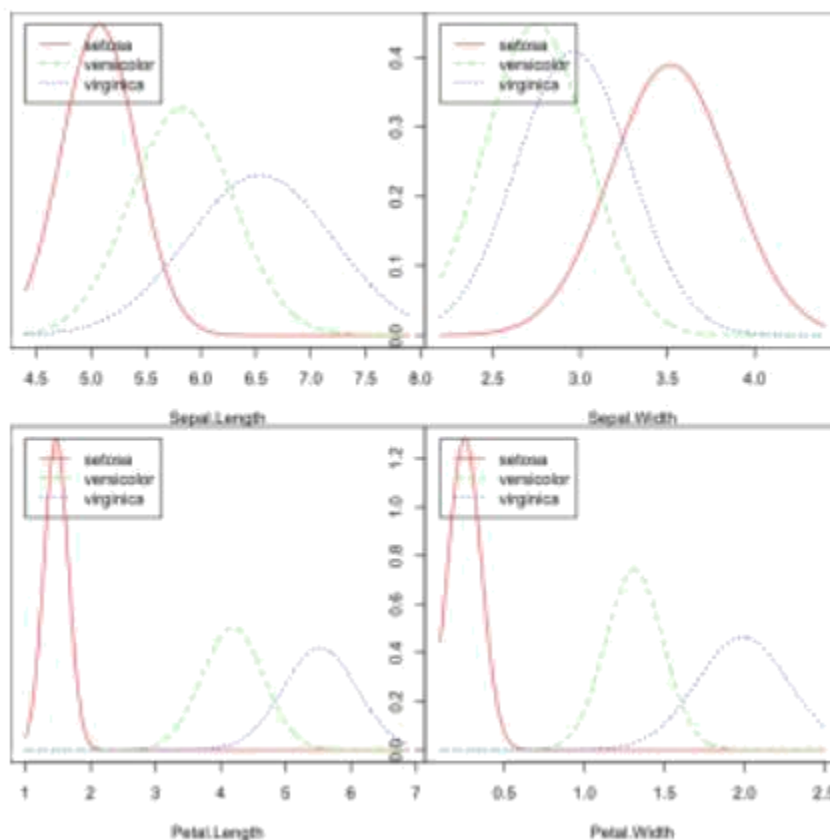 setosa
versicolor
virginica
4.5 5.0 5.5 6.0 6.5 7.0 7.5 8.0
Sepal.Length
setosa
versicolor
virginica
0.4
0.3
0.2
0.1
0.0
2.5 3.0 3.5 4.0
Sepal.Width
setosa
versicolor
virginica
1 2 3 4 5 6 7
Petal.Length
setosa
versicolor
virginica
1.2
1.0
0.8
0.6
0.4
0.2
0.0
0.5 1.0 1.5 2.0 2.5
Petal.Width